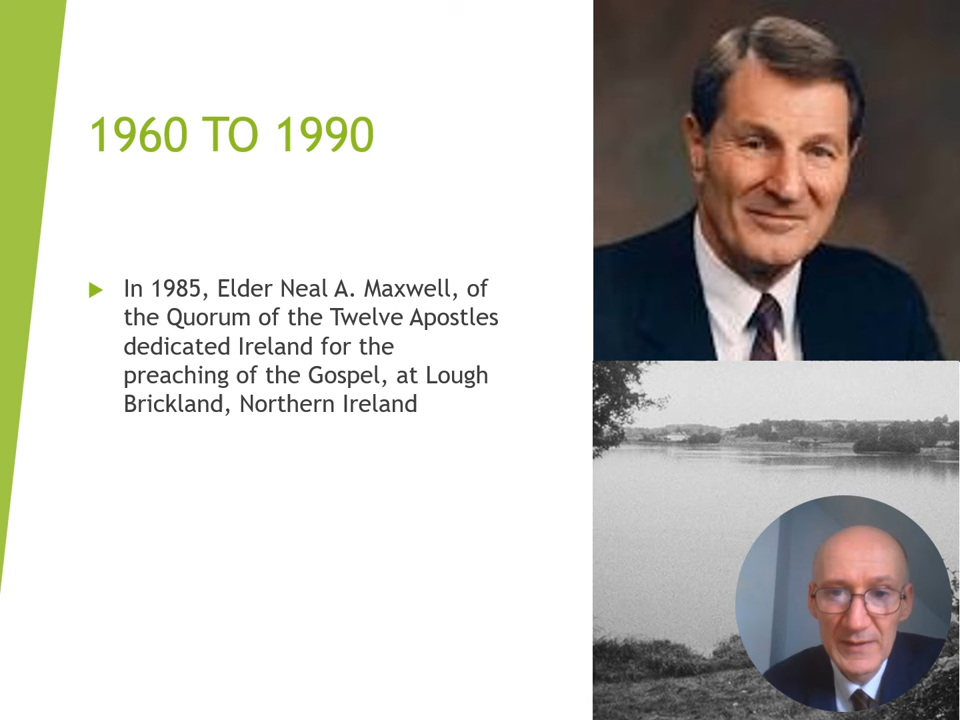 1960 TO 1990
In 1985, Elder Neal A. Maxwell, of
the Quorum of the Twelve Apostles
dedicated Ireland for the
preaching of the Gospel, at Lough
Brickland, Northern Ireland